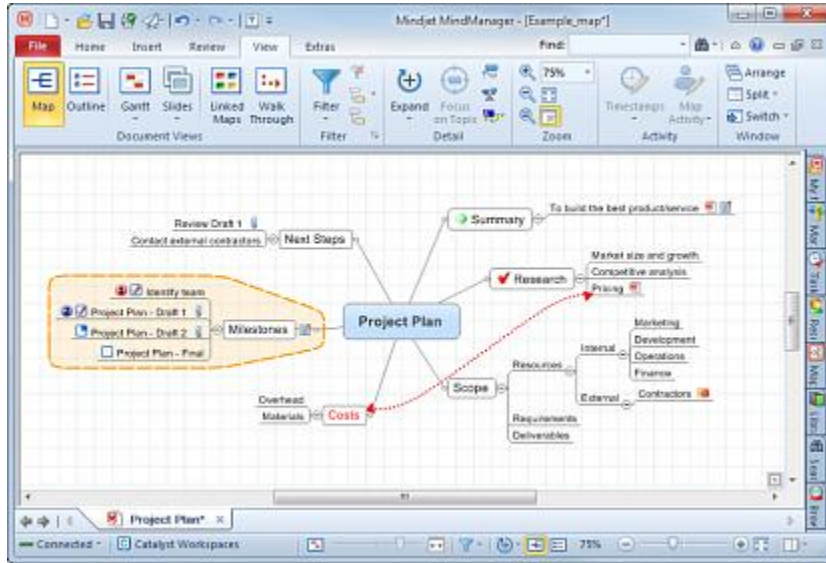 Mindjet MindManager - [Example_map*]
File Home Insert Review View Extras Find:
Map Outline Gantt Slides Linked Maps Walk Through
Document Views
Filter
Filter
Expand Focus on Topic
Detail
75%
Zoom
Timestamps Map Activity
Activity
Arrange
Split
Switch
Window
Review Draft 1
Contact external contractors
Next Steps
Identify team
Project Plan - Draft 1
Project Plan - Draft 2
Project Plan - Final
Milestones
Overhead
Materials
Costs
Project Plan
Summary
To build the best product/service
Research
Market size and growth
Competitive analysis
Pricing
Scope
Resources
Internal
Marketing
Development
Operations
Finance
External
Contractors
Requirements
Deliverables
Project Plan*
Connected
Catalyst Workspaces
75%